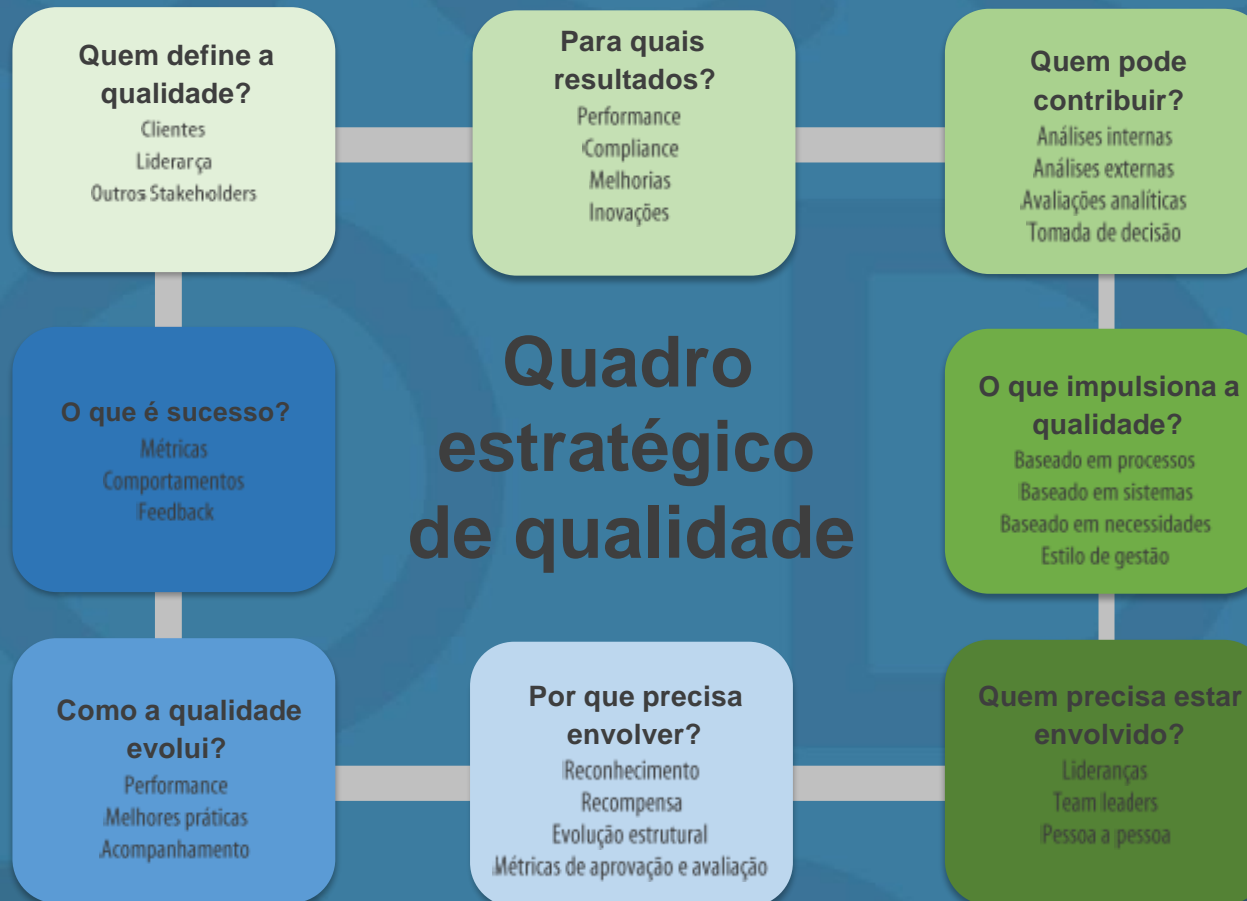 Quem define a
qualidade?
Clientes
Liderarça
Outros Stakeholders
Para quais
resultados?
Performance
Compliance
Melhorias
Inovações
Quem pode
contribuir?
Análises internas
Análises externas
Avaliações analíticas
Tomada de decisão
O que é sucesso?
Métricas
Comportamentos
Feedback
Quadro
estratégico
de qualidade
O que impulsiona a
qualidade?
Baseado em processos
Baseado em sistemas
Baseado em necessidades
Estilo de gestão
Como a qualidade
evolui?
Performance
Melhores práticas
Acompanhamento
Por que precisa
envolver?
Reconhecimento
Recompensa
Evolução estrutural
Métricas de aprovação e avaliação
Quem precisa estar
envolvido?
Lideranças
Team leaders
Pessoa a pessoa